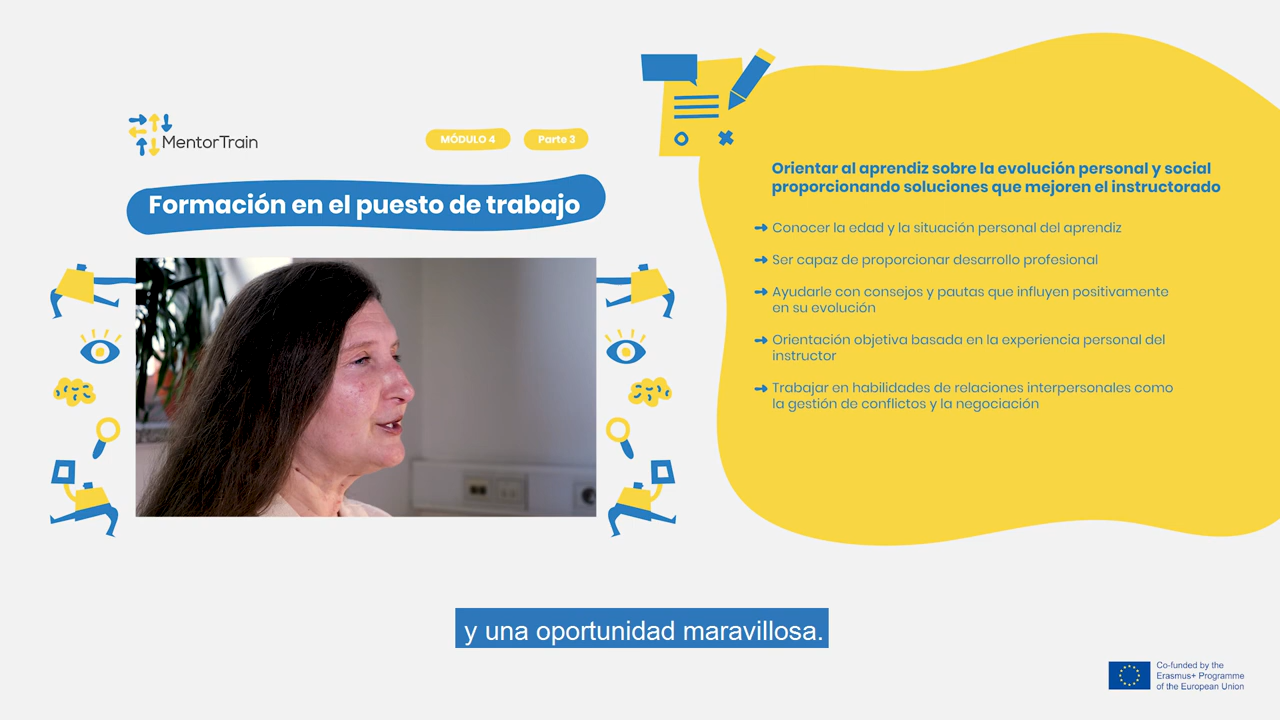 MentorTrain
MÓDULO 4
Parte 3
Formación en el puesto de trabajo
Orientar al aprendiz sobre la evolución personal y social
proporcionando soluciones que mejoren el instructorado
Conocer la edad y la situación personal del aprendiz
Ser capaz de proporcionar desarrollo profesional
Ayudarle con consejos y pautas que influyen positivamente
en su evolución
Orientación objetiva basada en la experiencia personal del
instructor
Trabajar en habilidades de relaciones interpersonales como
la gestión de conflictos y la negociación
y una oportunidad maravillosa.
Co-funded by the
Erasmus+ Programme
of the European Union